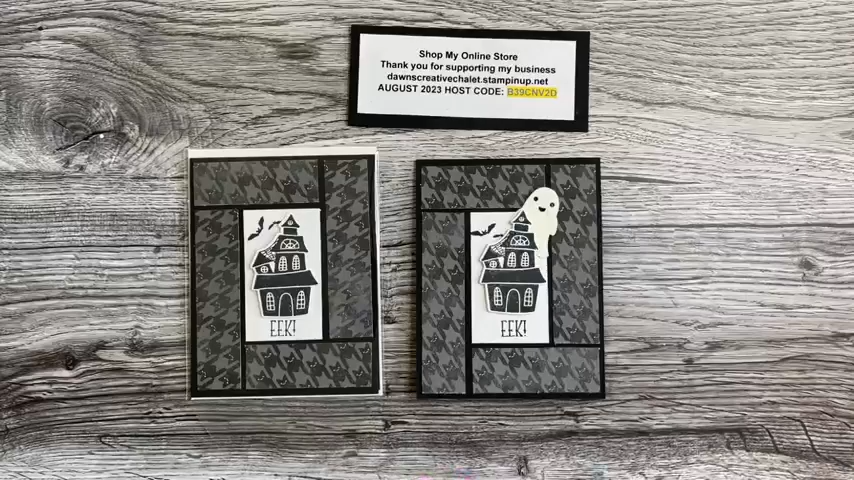 Shop My Online Store
Thank you for supporting my business
dawnscreativechalet.stampinup.net
AUGUST 2023 HOST CODE: B39CNV2D
EEK!
EEK!